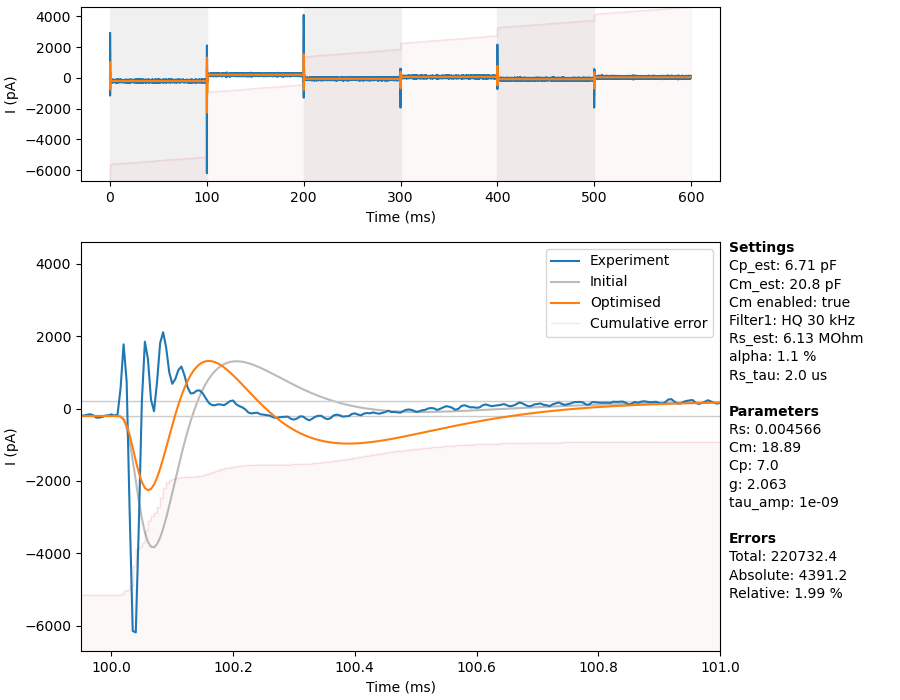 4000
2000
0
−2000
−4000
−6000
I (pA)
0 100 200 300 400 500 600
Time (ms)
4000
2000
0
−2000
−4000
−6000
I (pA)
Experiment
Initial
Optimised
Cumulative error
100.0 100.2 100.4 100.6 100.8 101.0
Time (ms)
Settings
Cp_est: 6.71 pF
Cm_est: 20.8 pF
Cm enabled: true
Filter1: HQ 30 kHz
Rs_est: 6.13 MOhm
alpha: 1.1 %
Rs_tau: 2.0 us
Parameters
Rs: 0.004566
Cm: 18.89
Cp: 7.0
g: 2.063
tau_amp: 1e-09
Errors
Total: 220732.4
Absolute: 4391.2
Relative: 1.99 %